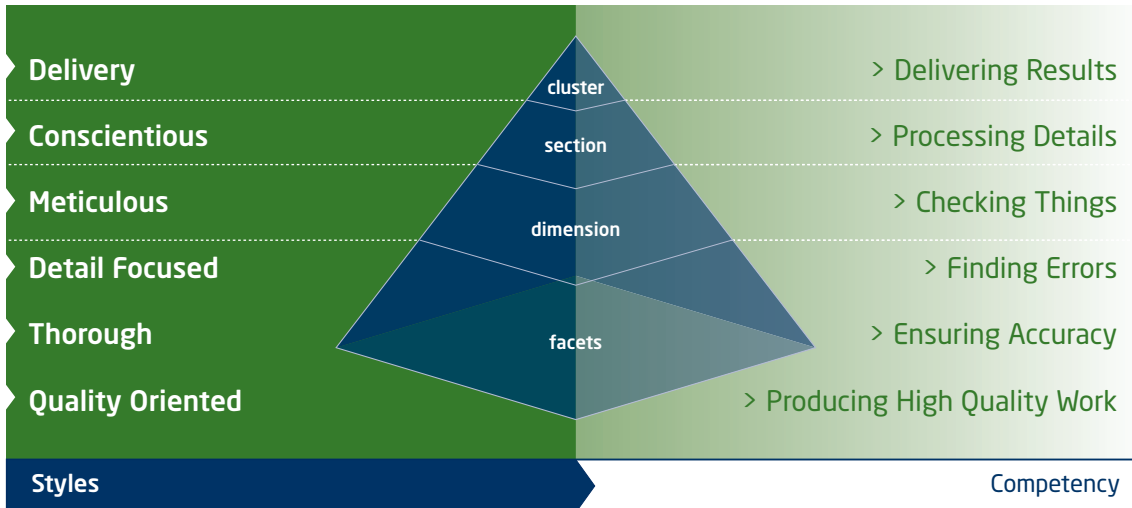 Delivery
cluster
> Delivering Results
Conscientious
section
> Processing Details
Meticulous
dimension
> Checking Things
Detail Focused
> Finding Errors
Thorough
facets
> Ensuring Accuracy
Quality Oriented
> Producing High Quality Work
Styles
Competency